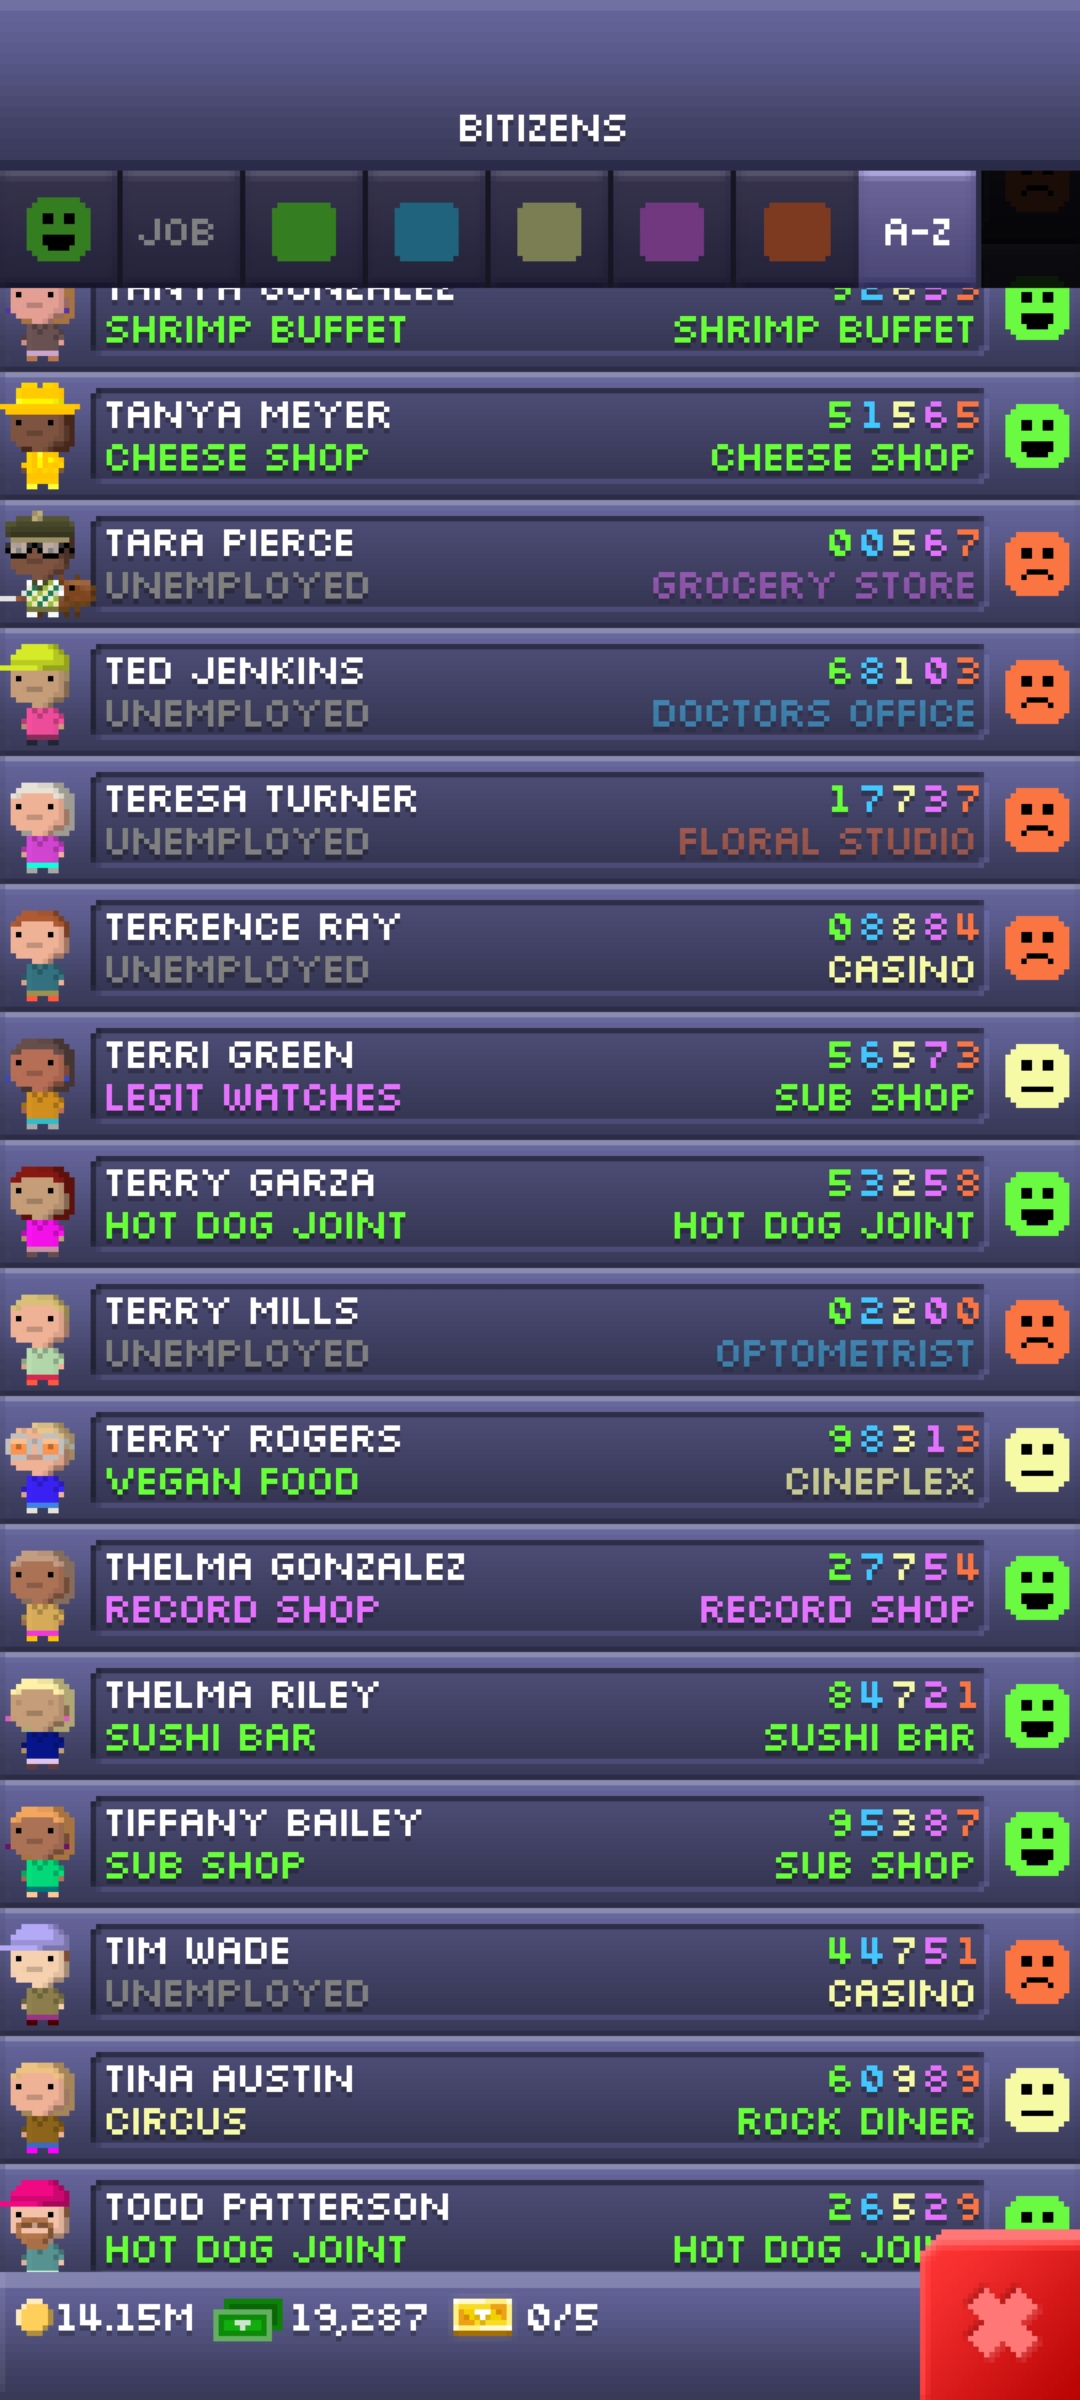 BITIZENS
JOB A-Z
TANYA GONZALEZ
SHRIMP BUFFET SHRIMP BUFFET
TANYA MEYER 51565
CHEESE SHOP CHEESE SHOP
TARA PIERCE 00567
UNEMPLOYED GROCERY STORE
TED JENKINS 68103
UNEMPLOYED DOCTORS OFFICE
TERESA TURNER 17737
UNEMPLOYED FLORAL STUDIO
TERRENCE RAY 08884
UNEMPLOYED CASINO
TERRI GREEN 56573
LEGIT WATCHES SUB SHOP
TERRY GARZA 53258
HOT DOG JOINT HOT DOG JOINT
TERRY MILLS 02200
UNEMPLOYED OPTOMETRIST
TERRY ROGERS 98313
VEGAN FOOD CINEPLEX
THELMA GONZALEZ 27754
RECORD SHOP RECORD SHOP
THELMA RILEY 84721
SUSHI BAR SUSHI BAR
TIFFANY BAILEY 95387
SUB SHOP SUB SHOP
TIM WADE 44751
UNEMPLOYED CASINO
TINA AUSTIN 60989
CIRCUS ROCK DINER
TODD PATTERSON 26529
HOT DOG JOINT HOT DOG
14.15M 19,287 0/5